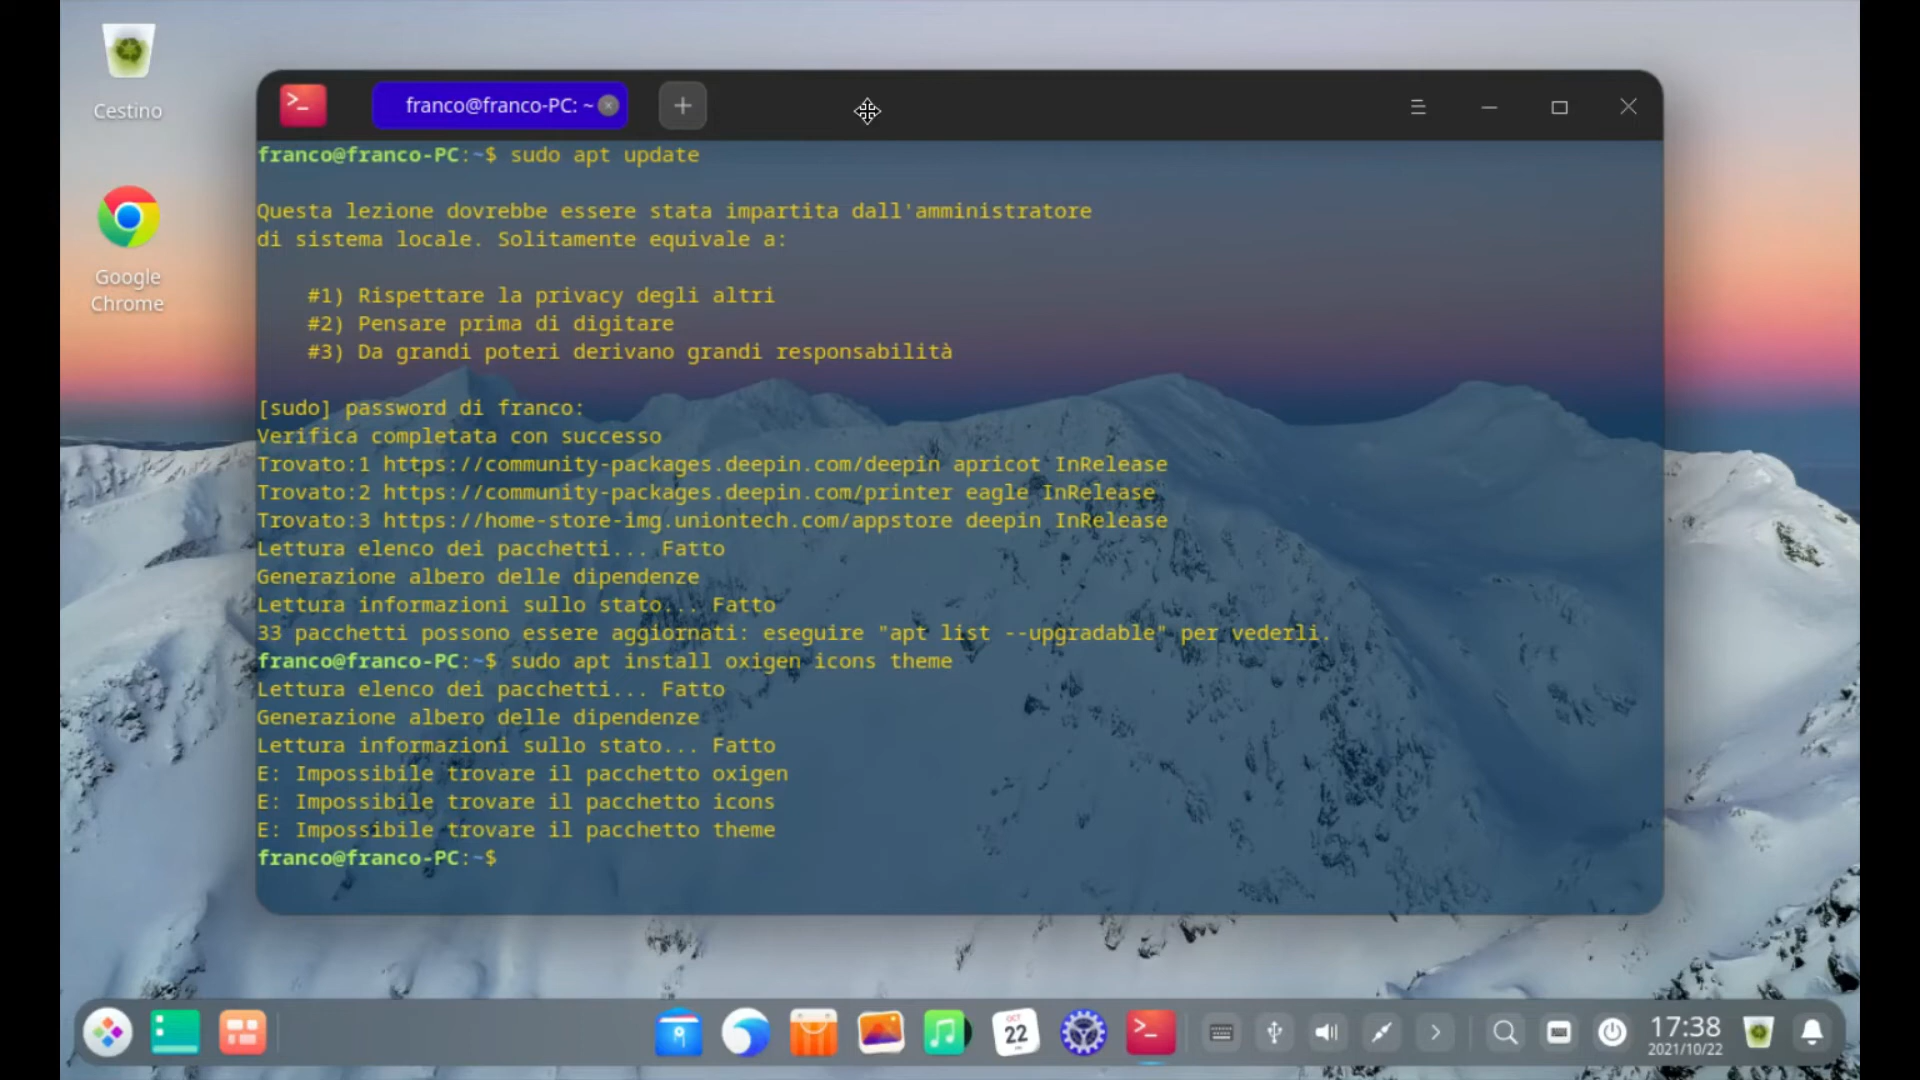 Cestino
Google
Chrome
franco@franco-PC: ~
franco@franco-PC:~$ sudo apt update
Questa lezione dovrebbe essere stata impartita dall'amministratore
di sistema locale. Solitamente equivale a:
#1) Rispettare la privacy degli altri
#2) Pensare prima di digitare
#3) Da grandi poteri derivano grandi responsabilità
[sudo] password di franco:
Verifica completata con successo
Trovato:1 https://community-packages.deepin.com/deepin apricot InRelease
Trovato:2 https://community-packages.deepin.com/printer eagle InRelease
Trovato:3 https://home-store-img.uniontech.com/appstore deepin InRelease
Lettura elenco dei pacchetti... Fatto
Generazione albero delle dipendenze
Lettura informazioni sullo stato... Fatto
33 pacchetti possono essere aggiornati: eseguire "apt list --upgradable" per vederli.
franco@franco-PC:~$ sudo apt install oxigen icons theme
Lettura elenco dei pacchetti... Fatto
Generazione albero delle dipendenze
Lettura informazioni sullo stato... Fatto
E: Impossibile trovare il pacchetto oxigen
E: Impossibile trovare il pacchetto icons
E: Impossibile trovare il pacchetto theme
franco@franco-PC:~$
OCT
22
17:38
2021/10/22